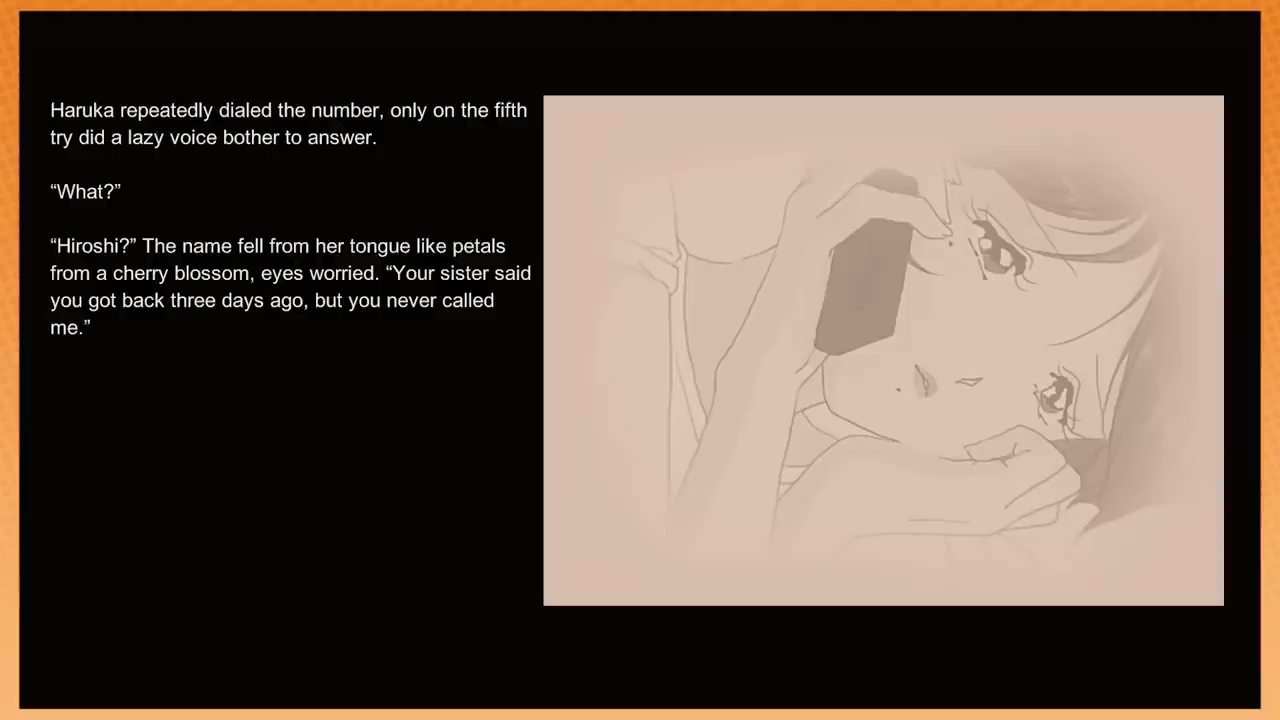 Haruka repeatedly dialed the number, only on the fifth
try did a lazy voice bother to answer.
“What?”
“Hiroshi?” The name fell from her tongue like petals
from a cherry blossom, eyes worried. “Your sister said
you got back three days ago, but you never called
me.”